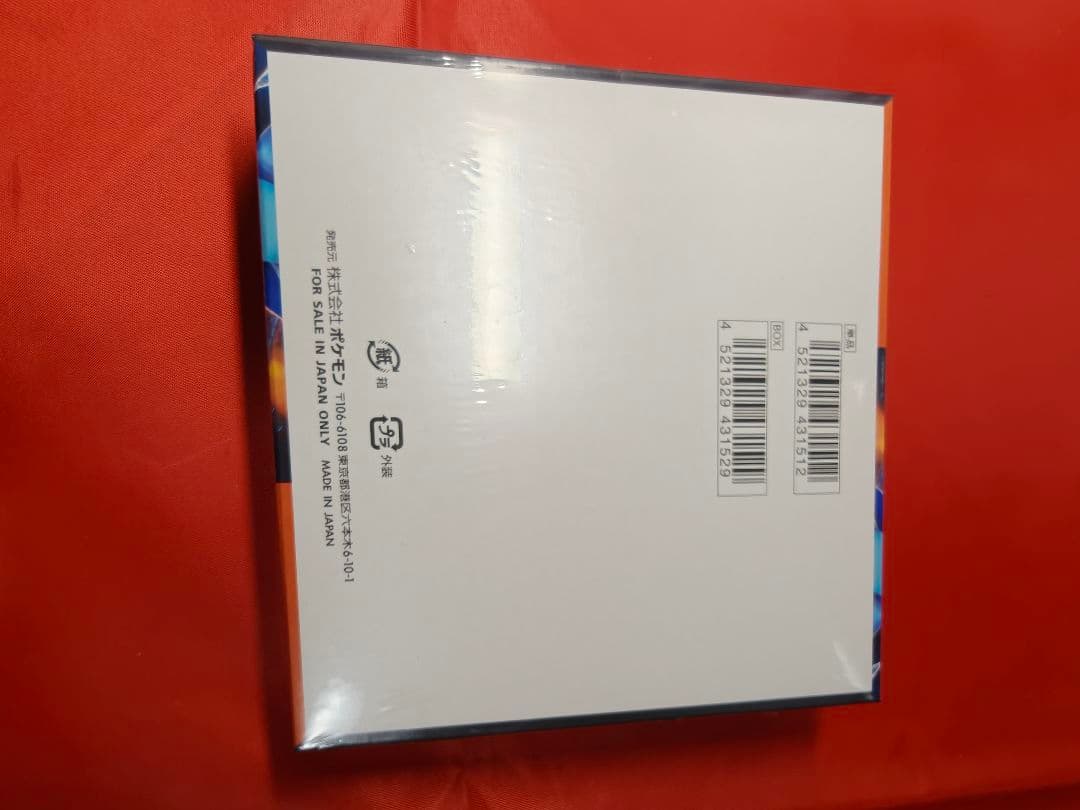 単品
4 521329 431512
BOX
4 521329 431529
紙 箱
プラ 外装
発売元 株式会社 ポケモン 〒106-6108 東京都港区六本木6-10-1
FOR SALE IN JAPAN ONLY MADE IN JAPAN